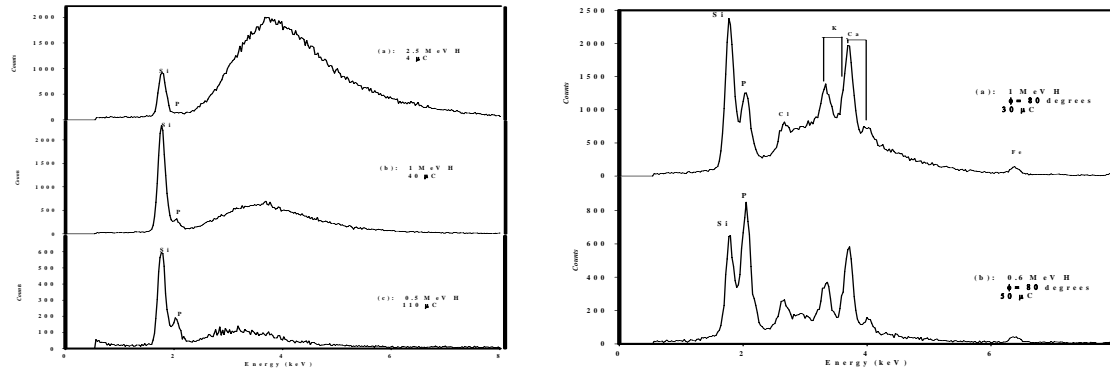 2000
1500
1000
500
0
Counts
Si
P
(a): 2.5 MeV H
4 μC
2000
1500
1000
500
0
Counts
Si
P
(b): 1 MeV H
40 μC
600
500
400
300
200
100
0
Count
Si
P
(c): 0.5 MeV H
110 μC
0 2 4 6 8
Energy (keV)
2500
2000
1500
1000
500
0
Counts
Si
P
Cl
K
Ca
Fe
(a): 1 MeV H
ϕ= 80 degrees
30 μC
800
600
400
200
0
Counts
Si
P
(b): 0.6 MeV H
ϕ= 80 degrees
50 μC
0 2 4 6
Energy (keV)